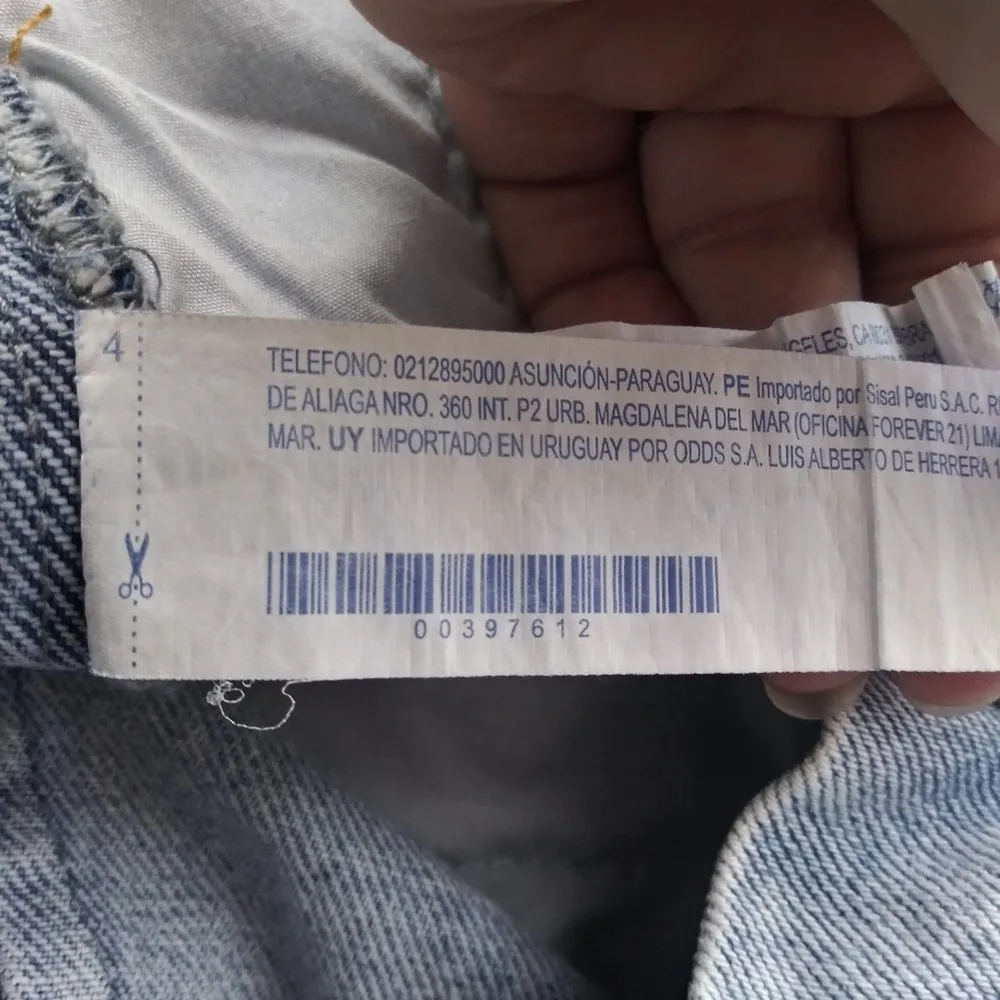 4
TELEFONO: 0212895000 ASUNCIÓN-PARAGUAY. PE Importado por Sisal Peru S.A.C.
DE ALIAGA NRO. 360 INT. P2 URB. MAGDALENA DEL MAR (OFICINA FOREVER 21)
MAR. UY IMPORTADO EN URUGUAY POR ODDS S.A. LUIS ALBERTO DE HERRERA
00397612